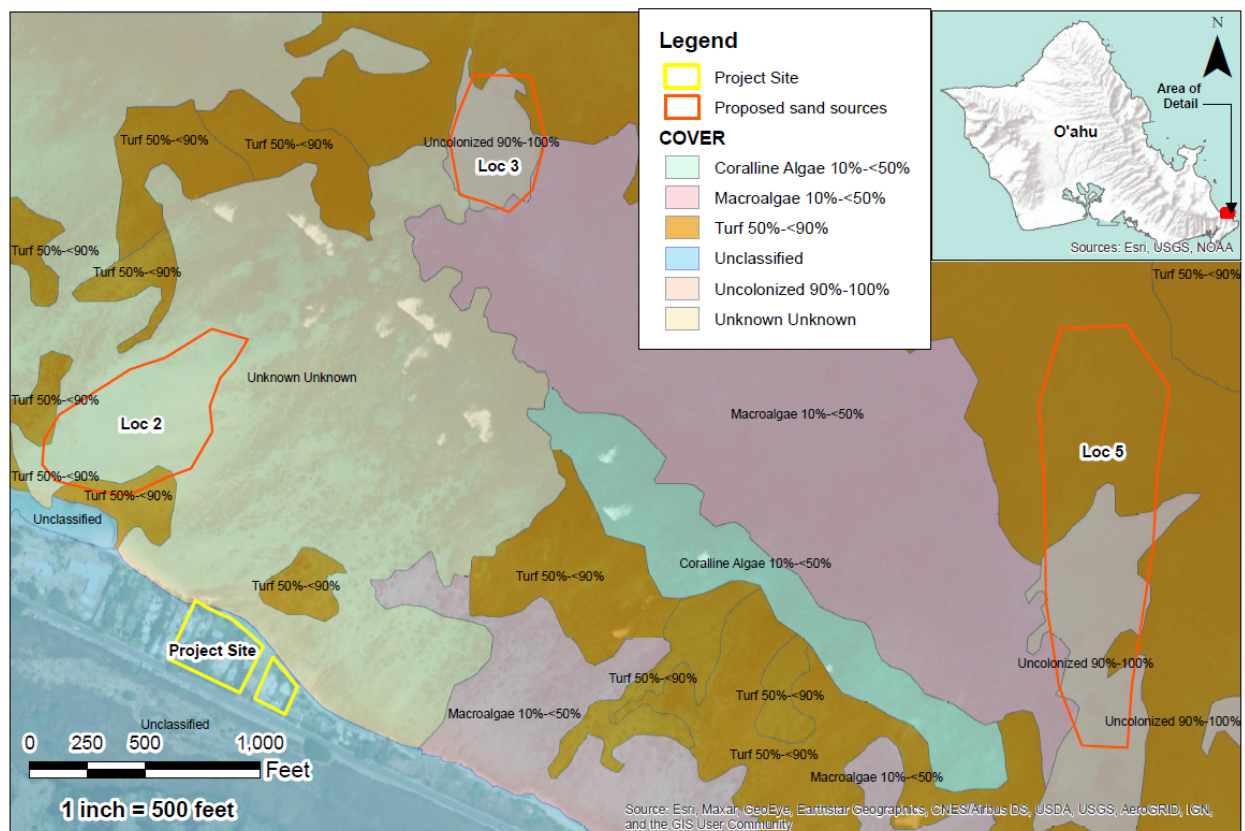 Legend
Project Site
Proposed sand sources
COVER
Coralline Algae 10%-<50%
Macroalgae 10%-<50%
Turf 50%-<90%
Unclassified
Uncolonized 90%-100%
Unknown Unknown
N
Area of
Detail
O'ahu
Sources: Esri, USGS, NOAA
Turf 50%-<90%
Turf 50%-<90%
Uncolonized 90%-100%
Loc 3
Turf 50%-<90%
Turf 50%-<90%
Turf 50%-<90%
Unknown Unknown
Turf 50%-<90%
Loc 2
Macroalgae 10%-<50%
Loc 5
Turf 50%-<90%
Turf 50%-<90%
Unclassified
Coralline Algae 10%-<50%
Turf 50%-<90%
Turf 50%-<90%
Project Site
Uncolonized 90%-100%
Turf 50%-<90%
Turf 50%-<90%
Macroalgae 10%-<50%
Uncolonized 90%-100%
Unclassified
Turf 50%-<90%
Macroalgae 10%-<50%
0 250 500 1,000
Feet
1 inch = 500 feet
Source: Esri, Maxar, GeoEye, Earthstar Geographics, CNES/Airbus DS, USDA, USGS, AeroGRID, IGN,
and the GIS User Community